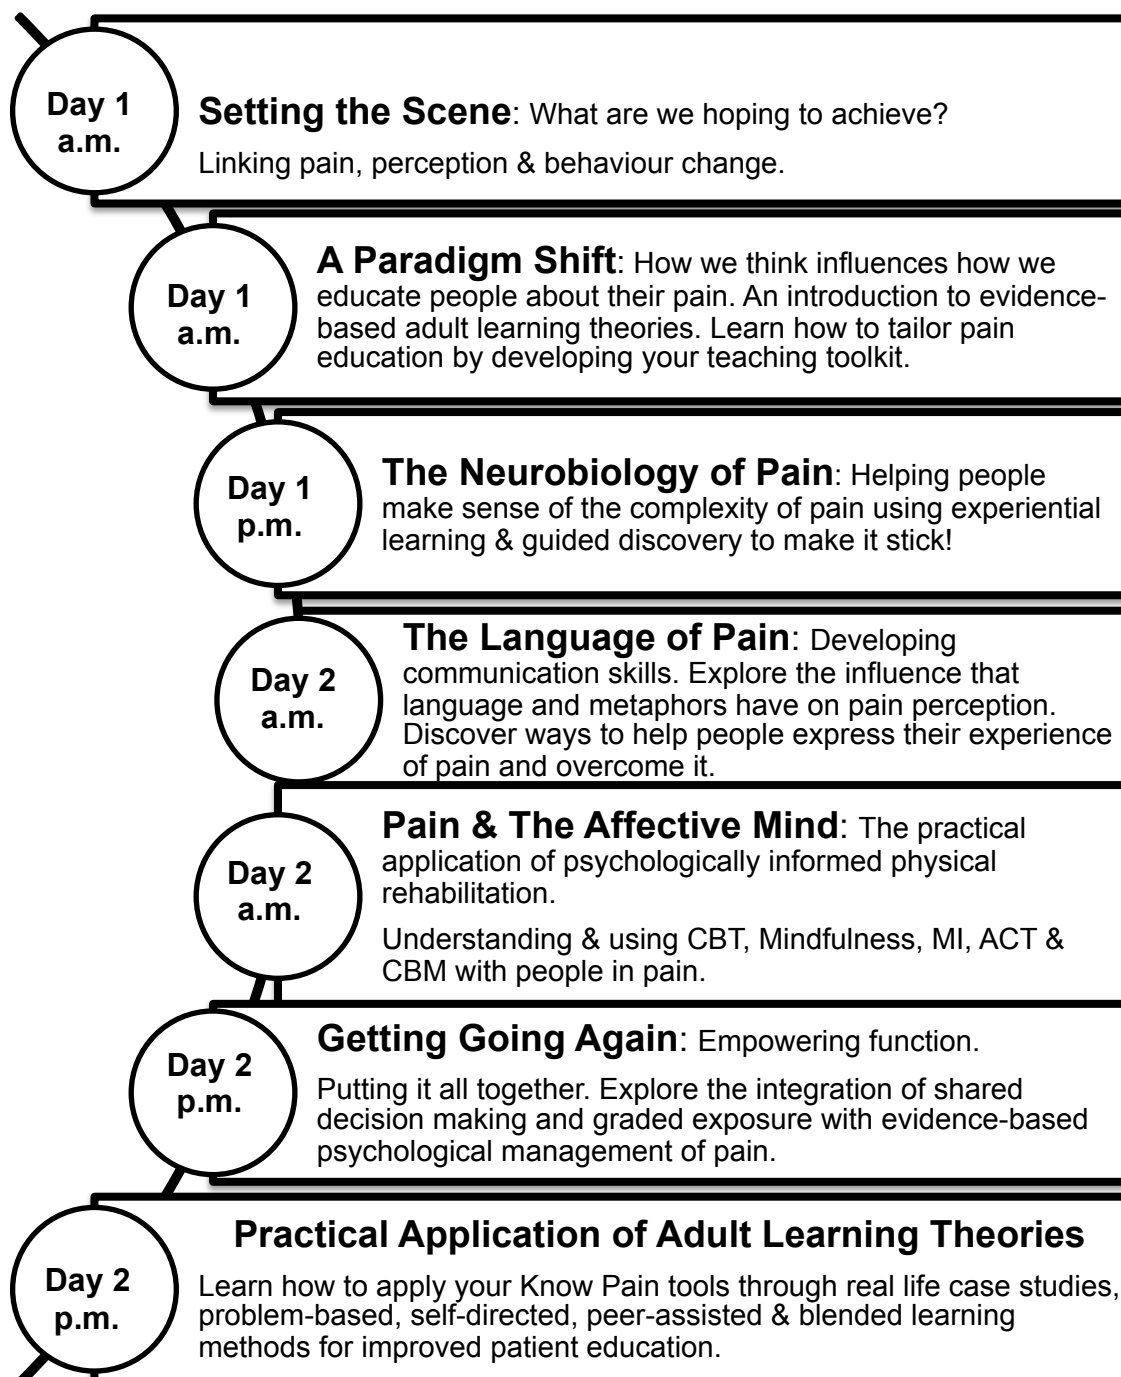 Day 1
a.m.
Setting the Scene: What are we hoping to achieve?
Linking pain, perception & behaviour change.
Day 1
a.m.
A Paradigm Shift: How we think influences how we
educate people about their pain. An introduction to evidence-
based adult learning theories. Learn how to tailor pain
education by developing your teaching toolkit.
Day 1
p.m.
The Neurobiology of Pain: Helping people
make sense of the complexity of pain using experiential
learning & guided discovery to make it stick!
Day 2
a.m.
The Language of Pain: Developing
communication skills. Explore the influence that
language and metaphors have on pain perception.
Discover ways to help people express their experience
of pain and overcome it.
Day 2
a.m.
Pain & The Affective Mind: The practical
application of psychologically informed physical
rehabilitation.
Understanding & using CBT, Mindfulness, MI, ACT &
CBM with people in pain.
Day 2
p.m.
Getting Going Again: Empowering function.
Putting it all together. Explore the integration of shared
decision making and graded exposure with evidence-based
psychological management of pain.
Day 2
p.m.
Practical Application of Adult Learning Theories
Learn how to apply your Know Pain tools through real life case studies,
problem-based, self-directed, peer-assisted & blended learning
methods for improved patient education.